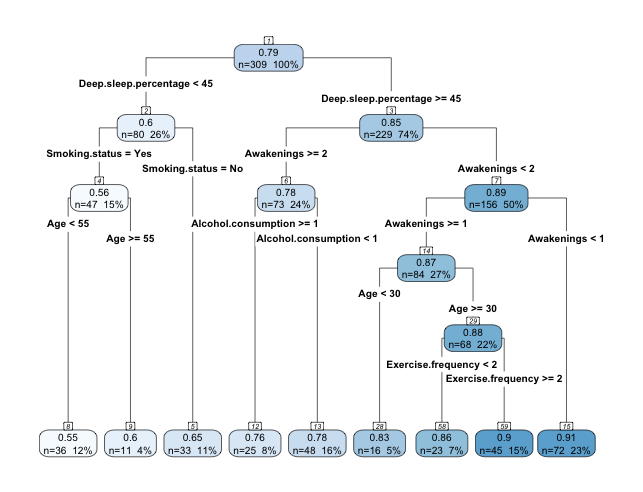 1
0.79
n=309 100%
Deep.sleep.percentage < 45
Deep.sleep.percentage >= 45
2
0.6
n=80 26%
3
0.85
n=229 74%
Smoking.status = Yes
Smoking.status = No
Awakenings >= 2
Awakenings < 2
4
0.56
n=47 15%
6
0.78
n=73 24%
7
0.89
n=156 50%
Age < 55
Age >= 55
Alcohol.consumption >= 1
Alcohol.consumption < 1
Awakenings >= 1
Awakenings < 1
14
0.87
n=84 27%
Age < 30
Age >= 30
29
0.88
n=68 22%
Exercise.frequency < 2
Exercise.frequency >= 2
8
0.55
n=36 12%
9
0.6
n=11 4%
5
0.65
n=33 11%
12
0.76
n=25 8%
13
0.78
n=48 16%
28
0.83
n=16 5%
58
0.86
n=23 7%
59
0.9
n=45 15%
15
0.91
n=72 23%